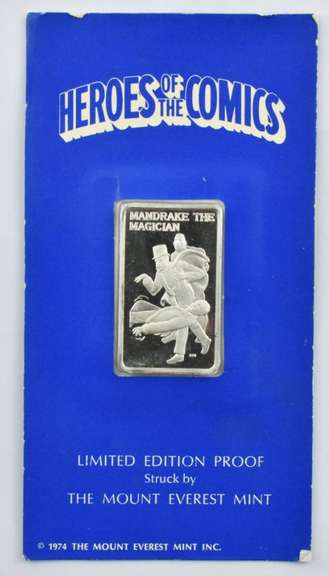 HEROES OF THE COMICS
MANDRAKE THE
MAGICIAN
LIMITED EDITION PROOF
Struck by
THE MOUNT EVEREST MINT
© 1974 THE MOUNT EVEREST MINT INC.